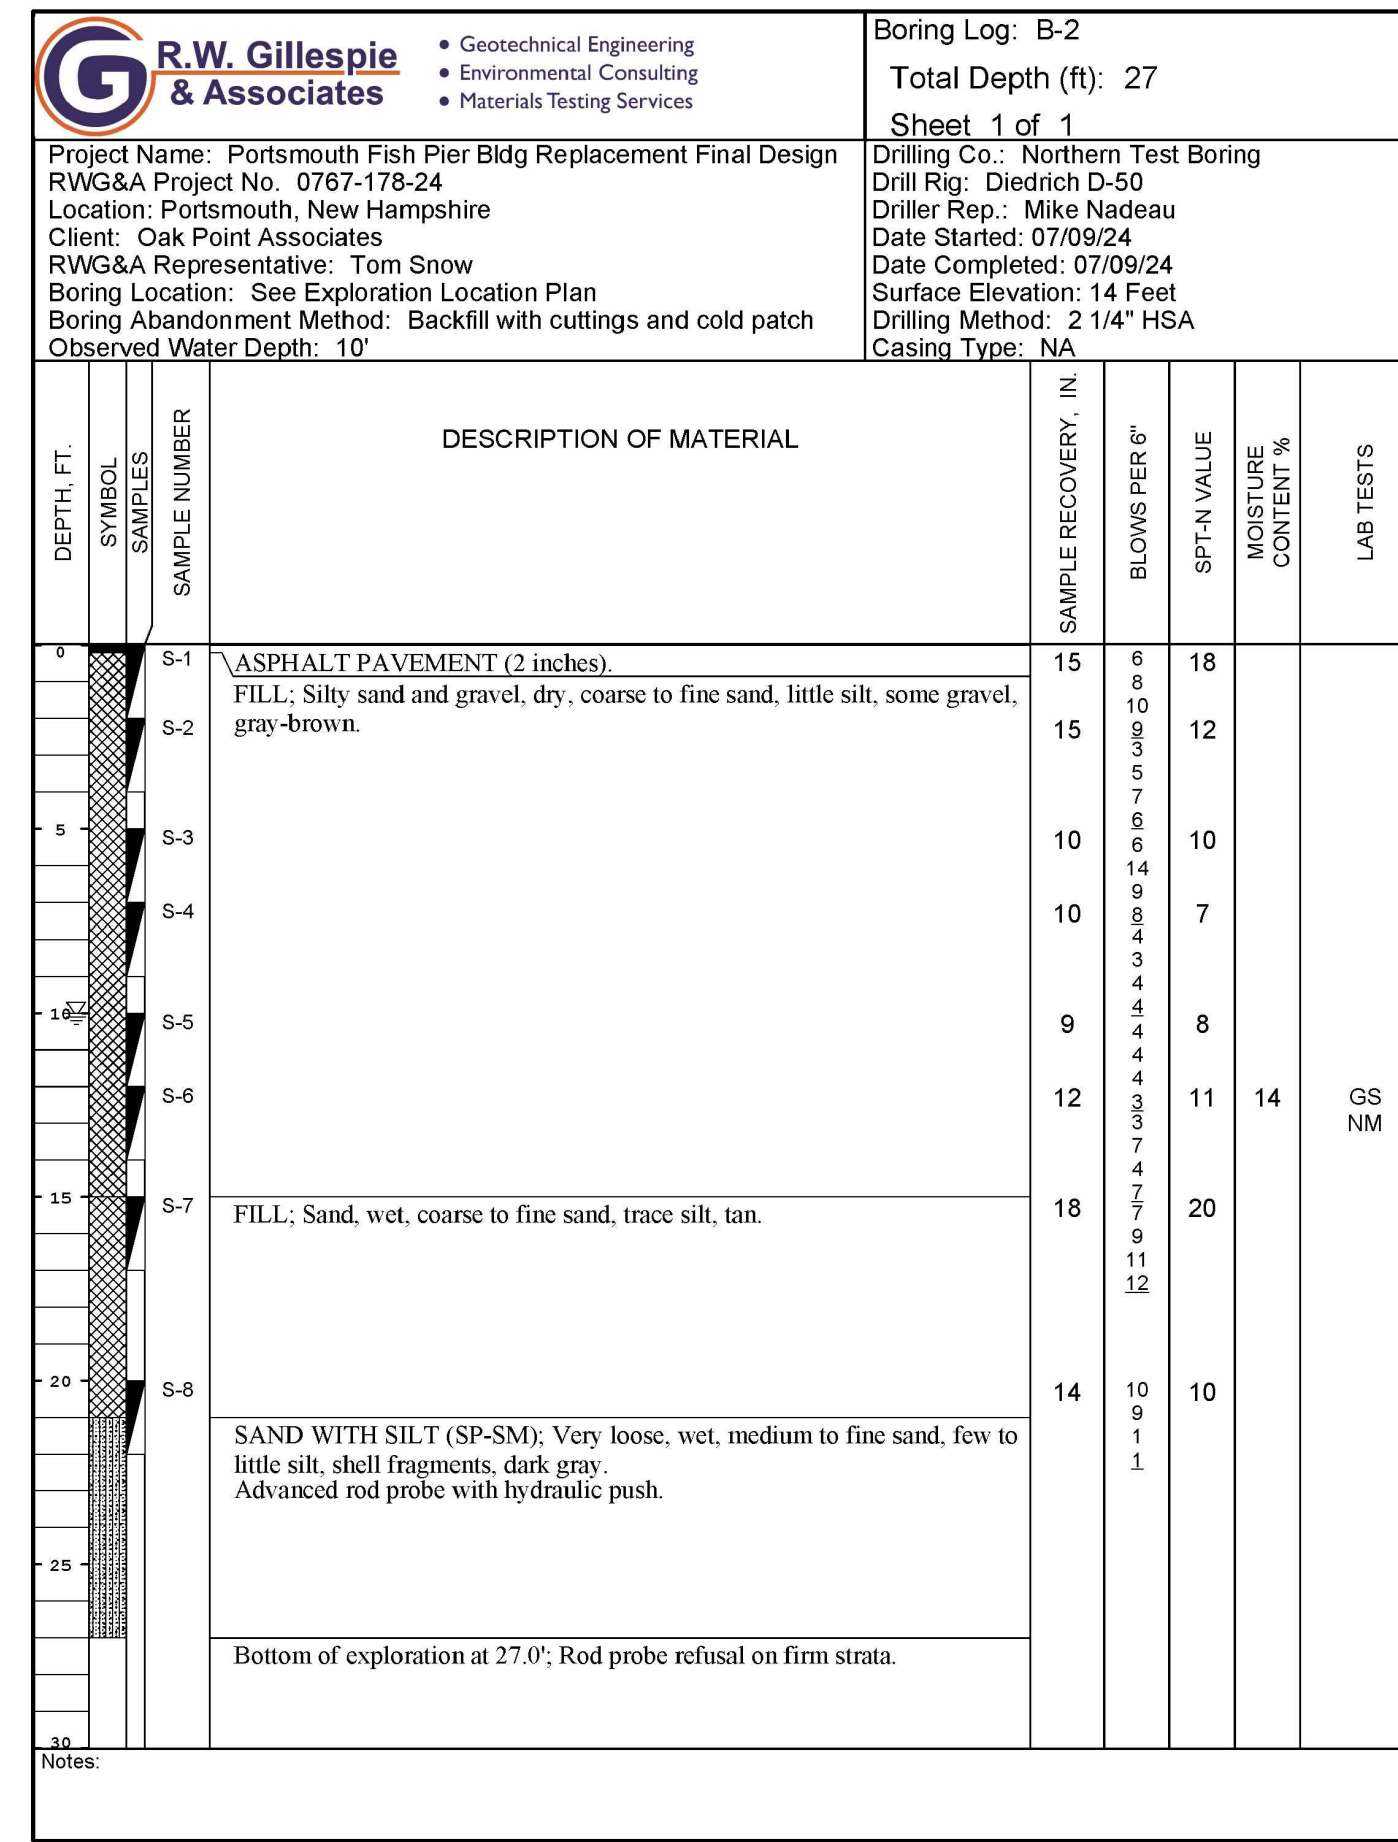 G R.W. Gillespie
& Associates
• Geotechnical Engineering
• Environmental Consulting
• Materials Testing Services
Boring Log: B-2
Total Depth (ft): 27
Sheet 1 of 1
Project Name: Portsmouth Fish Pier Bldg Replacement Final Design
RWG&A Project No. 0767-178-24
Location: Portsmouth, New Hampshire
Client: Oak Point Associates
RWG&A Representative: Tom Snow
Boring Location: See Exploration Location Plan
Boring Abandonment Method: Backfill with cuttings and cold patch
Observed Water Depth: 10'
Drilling Co.: Northern Test Boring
Drill Rig: Diedrich D-50
Driller Rep.: Mike Nadeau
Date Started: 07/09/24
Date Completed: 07/09/24
Surface Elevation: 14 Feet
Drilling Method: 2 1/4" HSA
Casing Type: NA
DEPTH, FT.
SYMBOL
SAMPLES
SAMPLE NUMBER
DESCRIPTION OF MATERIAL
SAMPLE RECOVERY, IN.
BLOWS PER 6"
SPT-N VALUE
MOISTURE
CONTENT %
LAB TESTS
0 S-1 ASPHALT PAVEMENT (2 inches). 15 6 18
8
FILL; Silty sand and gravel, dry, coarse to fine sand, little silt, some gravel,
10
S-2 gray-brown. 15 9 12
3
5
7
5 6
S-3 10 6 10
14
9
S-4 10 8 7
4
3
4
10 4
S-5 9 4 8
4
4
S-6 12 3 11 14 GS
3 NM
7
4
15 7
S-7 FILL; Sand, wet, coarse to fine sand, trace silt, tan. 18 7 20
9
11
12
20 S-8 14 10 10
9
SAND WITH SILT (SP-SM); Very loose, wet, medium to fine sand, few to 1
little silt, shell fragments, dark gray. 1
Advanced rod probe with hydraulic push.
25
Bottom of exploration at 27.0'; Rod probe refusal on firm strata.
30
Notes: